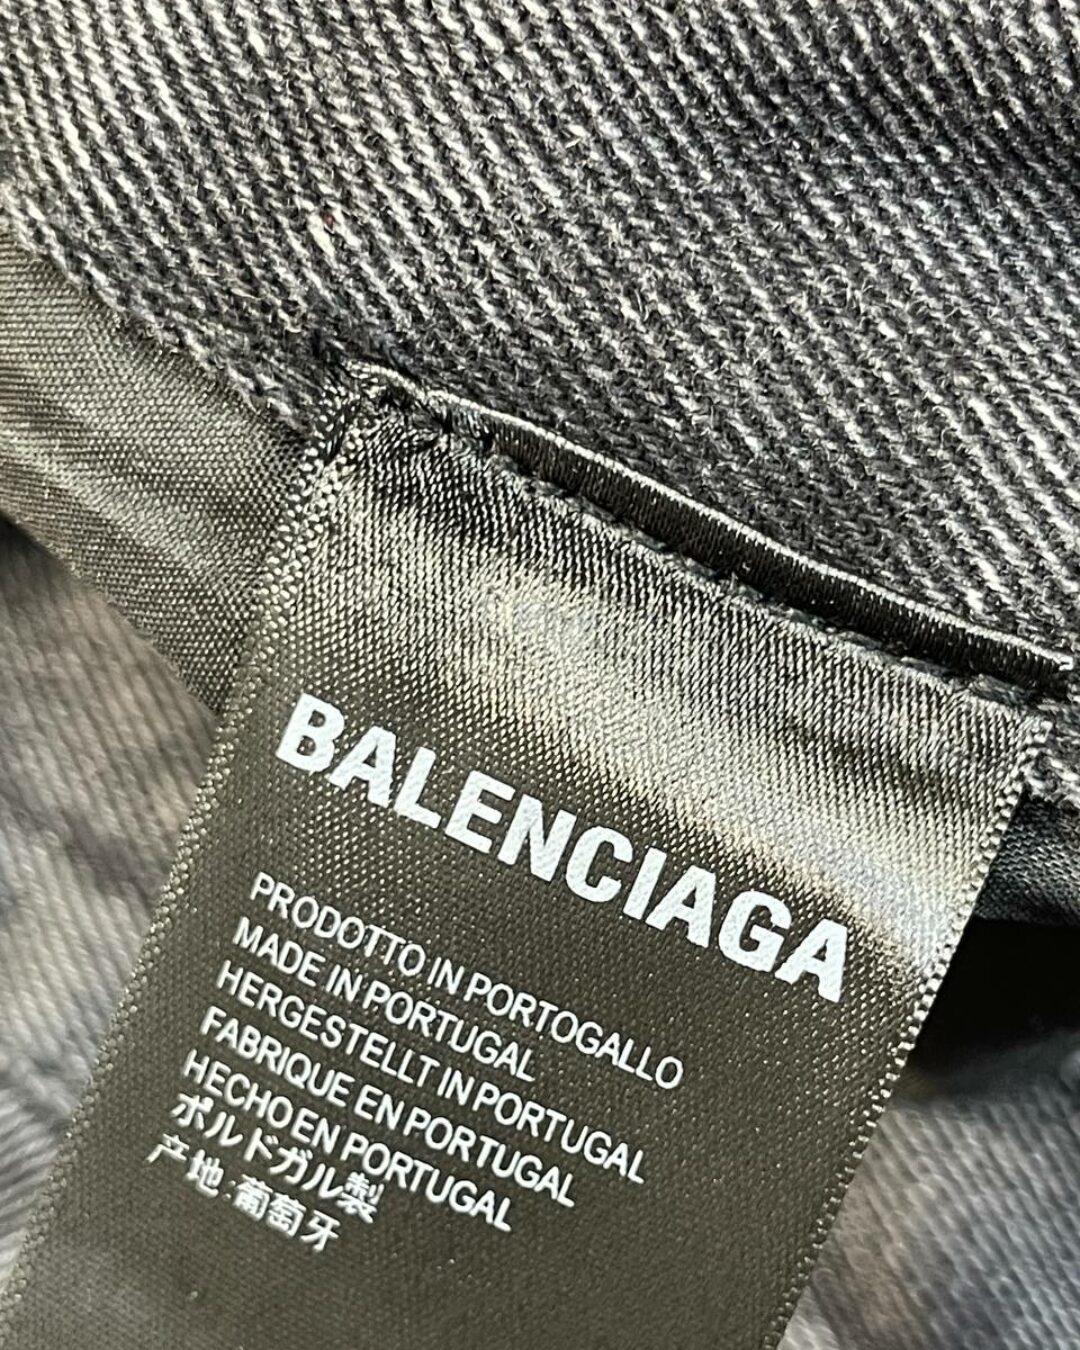 BALENCIAGA
PRODOTTO IN PORTOGALLO
MADE IN PORTUGAL
HERGESTELLT IN PORTUGAL
FABRIQUE EN PORTUGAL
HECHO EN PORTUGAL
ポルドガル製
产地:葡萄牙